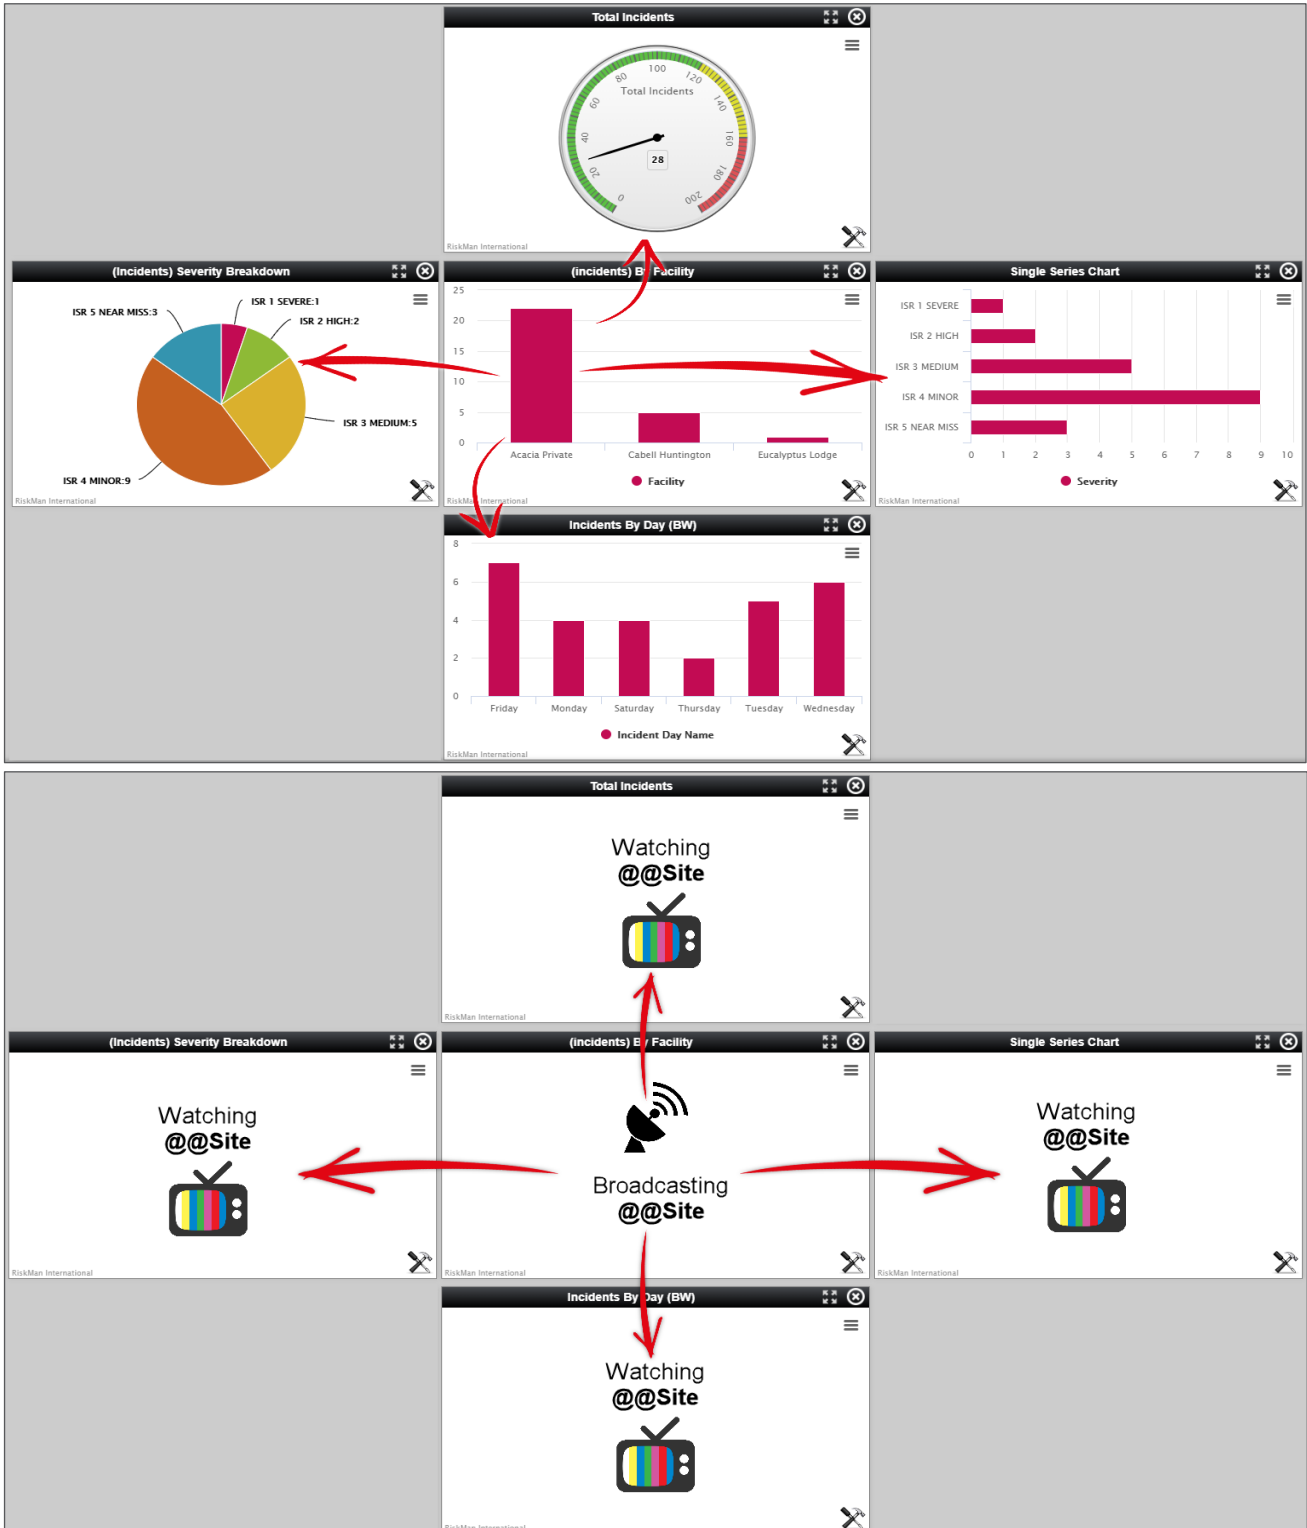 Total Incidents
0
20
40
60
80
100
120
140
160
180
200
Total Incidents
28
RiskMan International
(Incidents) Severity Breakdown
ISR 1 SEVERE:1
ISR 2 HIGH:2
ISR 3 MEDIUM:5
ISR 4 MINOR:9
ISR 5 NEAR MISS:3
RiskMan International
(incidents) By Facility
25
20
15
10
5
0
Acacia Private Cabell Huntington Eucalyptus Lodge
Facility
RiskMan International
Single Series Chart
ISR 1 SEVERE
ISR 2 HIGH
ISR 3 MEDIUM
ISR 4 MINOR
ISR 5 NEAR MISS
0 1 2 3 4 5 6 7 8 9 10
Severity
RiskMan International
Incidents By Day (BW)
8
6
4
2
0
Friday Monday Saturday Thursday Tuesday Wednesday
Incident Day Name
RiskMan International
Total Incidents
Watching
@@Site
RiskMan International
(Incidents) Severity Breakdown
Watching
@@Site
RiskMan International
(incidents) By Facility
Broadcasting
@@Site
RiskMan International
Single Series Chart
Watching
@@Site
RiskMan International
Incidents By Day (BW)
Watching
@@Site
RiskMan International